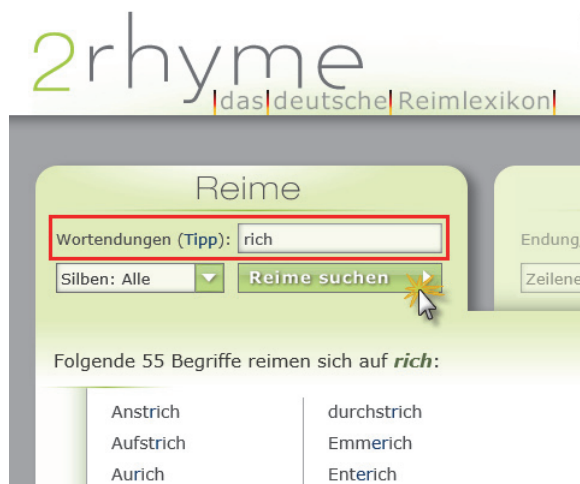 2rhyme
das deutsche Reimlexikon
Reime
Wortendungen (Tipp): rich
Endung
Silben: Alle
Reime suchen
Zeilene
Folgende 55 Begriffe reimen sich auf rich:
Anstrich durchstrich
Aufstrich Emmerich
Aurich Enterich